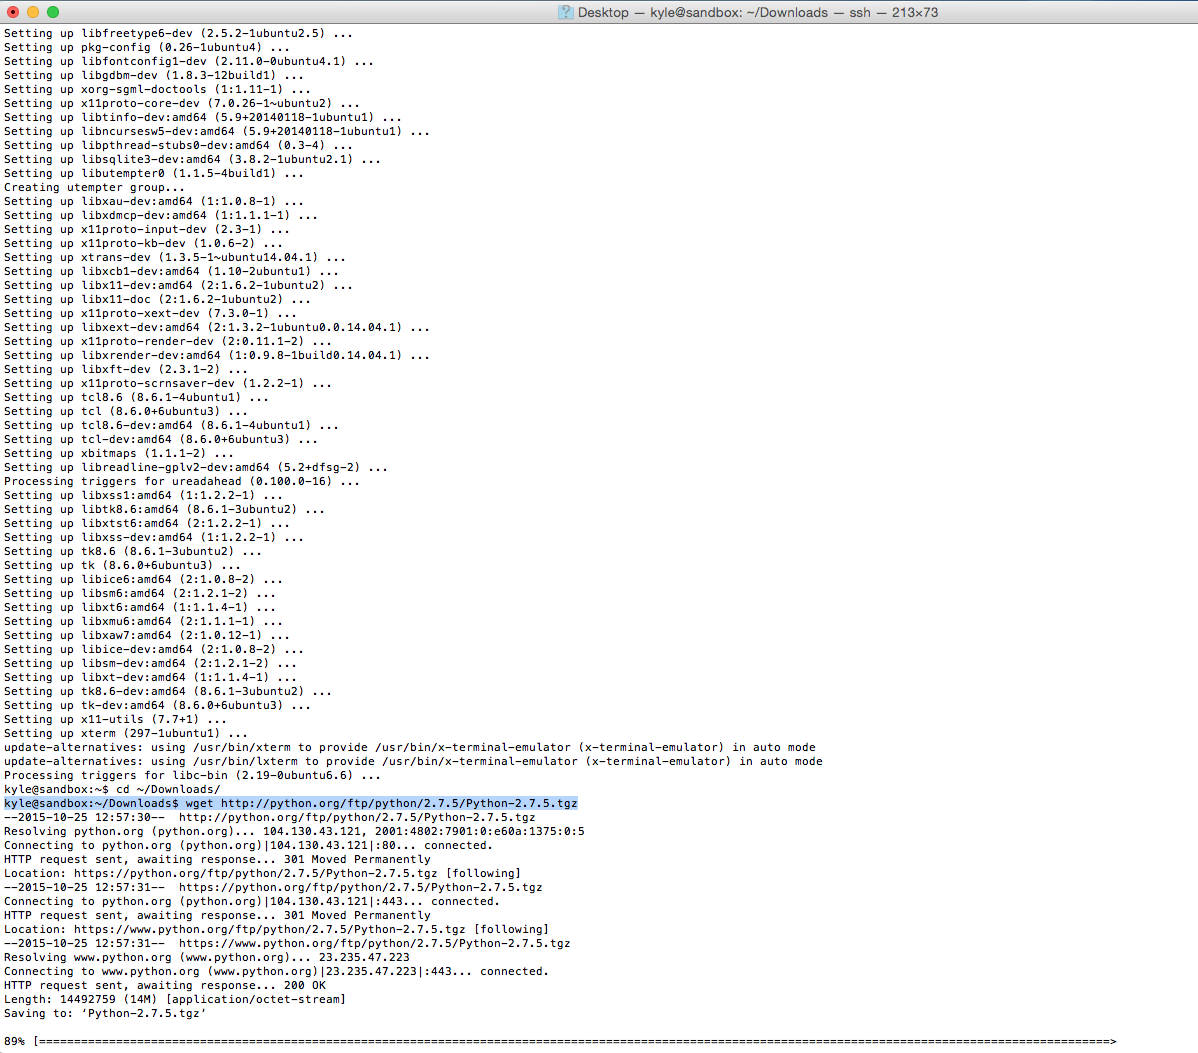 Desktop — kyle@sandbox: ~/Downloads — ssh — 213×73
Setting up libfreetype6-dev (2.5.2-1ubuntu2.5) ...
Setting up pkg-config (0.26-1ubuntu4) ...
Setting up libfontconfig1-dev (2.11.0-0ubuntu4.1) ...
Setting up libgdbm-dev (1.8.3-12build1) ...
Setting up xorg-sgml-doctools (1:1.11-1) ...
Setting up x11proto-core-dev (7.0.26-1~ubuntu2) ...
Setting up libtinfo-dev:amd64 (5.9+20140118-1ubuntu1) ...
Setting up libncursesw5-dev:amd64 (5.9+20140118-1ubuntu1) ...
Setting up libpthread-stubs0-dev:amd64 (0.3-4) ...
Setting up libsqlite3-dev:amd64 (3.8.2-1ubuntu2.1) ...
Setting up libutempter0 (1.1.5-4build1) ...
Creating utempter group...
Setting up libxau-dev:amd64 (1:1.0.8-1) ...
Setting up libxdmcp-dev:amd64 (1:1.1.1-1) ...
Setting up x11proto-input-dev (2.3-1) ...
Setting up x11proto-kb-dev (1.0.6-2) ...
Setting up xtrans-dev (1.3.5-1~ubuntu14.04.1) ...
Setting up libxcb1-dev:amd64 (1.10-2ubuntu1) ...
Setting up libx11-dev:amd64 (2:1.6.2-1ubuntu2) ...
Setting up libx11-doc (2:1.6.2-1ubuntu2) ...
Setting up x11proto-xext-dev (7.3.0-1) ...
Setting up libxext-dev:amd64 (2:1.3.2-1ubuntu0.0.14.04.1) ...
Setting up x11proto-render-dev (2:0.11.1-2) ...
Setting up libxrender-dev:amd64 (1:0.9.8-1build0.14.04.1) ...
Setting up libxft-dev (2.3.1-2) ...
Setting up x11proto-scrnsaver-dev (1.2.2-1) ...
Setting up tcl8.6 (8.6.1-4ubuntu1) ...
Setting up tcl (8.6.0+6ubuntu3) ...
Setting up tcl8.6-dev:amd64 (8.6.1-4ubuntu1) ...
Setting up tcl-dev:amd64 (8.6.0+6ubuntu3) ...
Setting up xbitmaps (1.1.1-2) ...
Setting up libreadline-gplv2-dev:amd64 (5.2+dfsg-2) ...
Processing triggers for ureadahead (0.100.0-16) ...
Setting up libxss1:amd64 (1:1.2.2-1) ...
Setting up libtk8.6:amd64 (8.6.1-3ubuntu2) ...
Setting up libxtst6:amd64 (2:1.2.2-1) ...
Setting up libxss-dev:amd64 (1:1.2.2-1) ...
Setting up tk8.6 (8.6.1-3ubuntu2) ...
Setting up tk (8.6.0+6ubuntu3) ...
Setting up libice6:amd64 (2:1.0.8-2) ...
Setting up libsm6:amd64 (2:1.2.1-2) ...
Setting up libxt6:amd64 (1:1.1.4-1) ...
Setting up libxmu6:amd64 (2:1.1.1-1) ...
Setting up libxaw7:amd64 (2:1.0.12-1) ...
Setting up libice-dev:amd64 (2:1.0.8-2) ...
Setting up libsm-dev:amd64 (2:1.2.1-2) ...
Setting up libxt-dev:amd64 (1:1.1.4-1) ...
Setting up tk8.6-dev:amd64 (8.6.1-3ubuntu2) ...
Setting up tk-dev:amd64 (8.6.0+6ubuntu3) ...
Setting up x11-utils (7.7+1) ...
Setting up xterm (297-1ubuntu1) ...
update-alternatives: using /usr/bin/xterm to provide /usr/bin/x-terminal-emulator (x-terminal-emulator) in auto mode
update-alternatives: using /usr/bin/lxterm to provide /usr/bin/x-terminal-emulator (x-terminal-emulator) in auto mode
Processing triggers for libc-bin (2.19-0ubuntu6.6) ...
kyle@sandbox:~$ cd ~/Downloads/
kyle@sandbox:~/Downloads$ wget http://python.org/ftp/python/2.7.5/Python-2.7.5.tgz
--2015-10-25 12:57:30--  http://python.org/ftp/python/2.7.5/Python-2.7.5.tgz
Resolving python.org (python.org)... 104.130.43.121, 2001:4802:7901:0:e60a:1375:0:5
Connecting to python.org (python.org)|104.130.43.121|:80... connected.
HTTP request sent, awaiting response... 301 Moved Permanently
Location: https://python.org/ftp/python/2.7.5/Python-2.7.5.tgz [following]
--2015-10-25 12:57:31--  https://python.org/ftp/python/2.7.5/Python-2.7.5.tgz
Connecting to python.org (python.org)|104.130.43.121|:443... connected.
HTTP request sent, awaiting response... 301 Moved Permanently
Location: https://www.python.org/ftp/python/2.7.5/Python-2.7.5.tgz [following]
--2015-10-25 12:57:31--  https://www.python.org/ftp/python/2.7.5/Python-2.7.5.tgz
Resolving www.python.org (www.python.org)... 23.235.47.223
Connecting to www.python.org (www.python.org)|23.235.47.223|:443... connected.
HTTP request sent, awaiting response... 200 OK
Length: 14492759 (14M) [application/octet-stream]
Saving to: ‘Python-2.7.5.tgz’
89% [=========================================================================================================================================================>